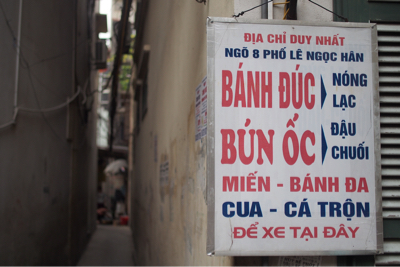 ĐỊA CHỈ DUY NHẤT
NGÕ 8 PHỐ LÊ NGỌC HÂN
BÁNH ĐÚC NÓNG
LẠC
BÚN ỐC ĐẬU
CHUỐI
MIẾN - BÁNH ĐA
CUA - CÁ TRỘN
ĐỂ XE TẠI ĐÂY